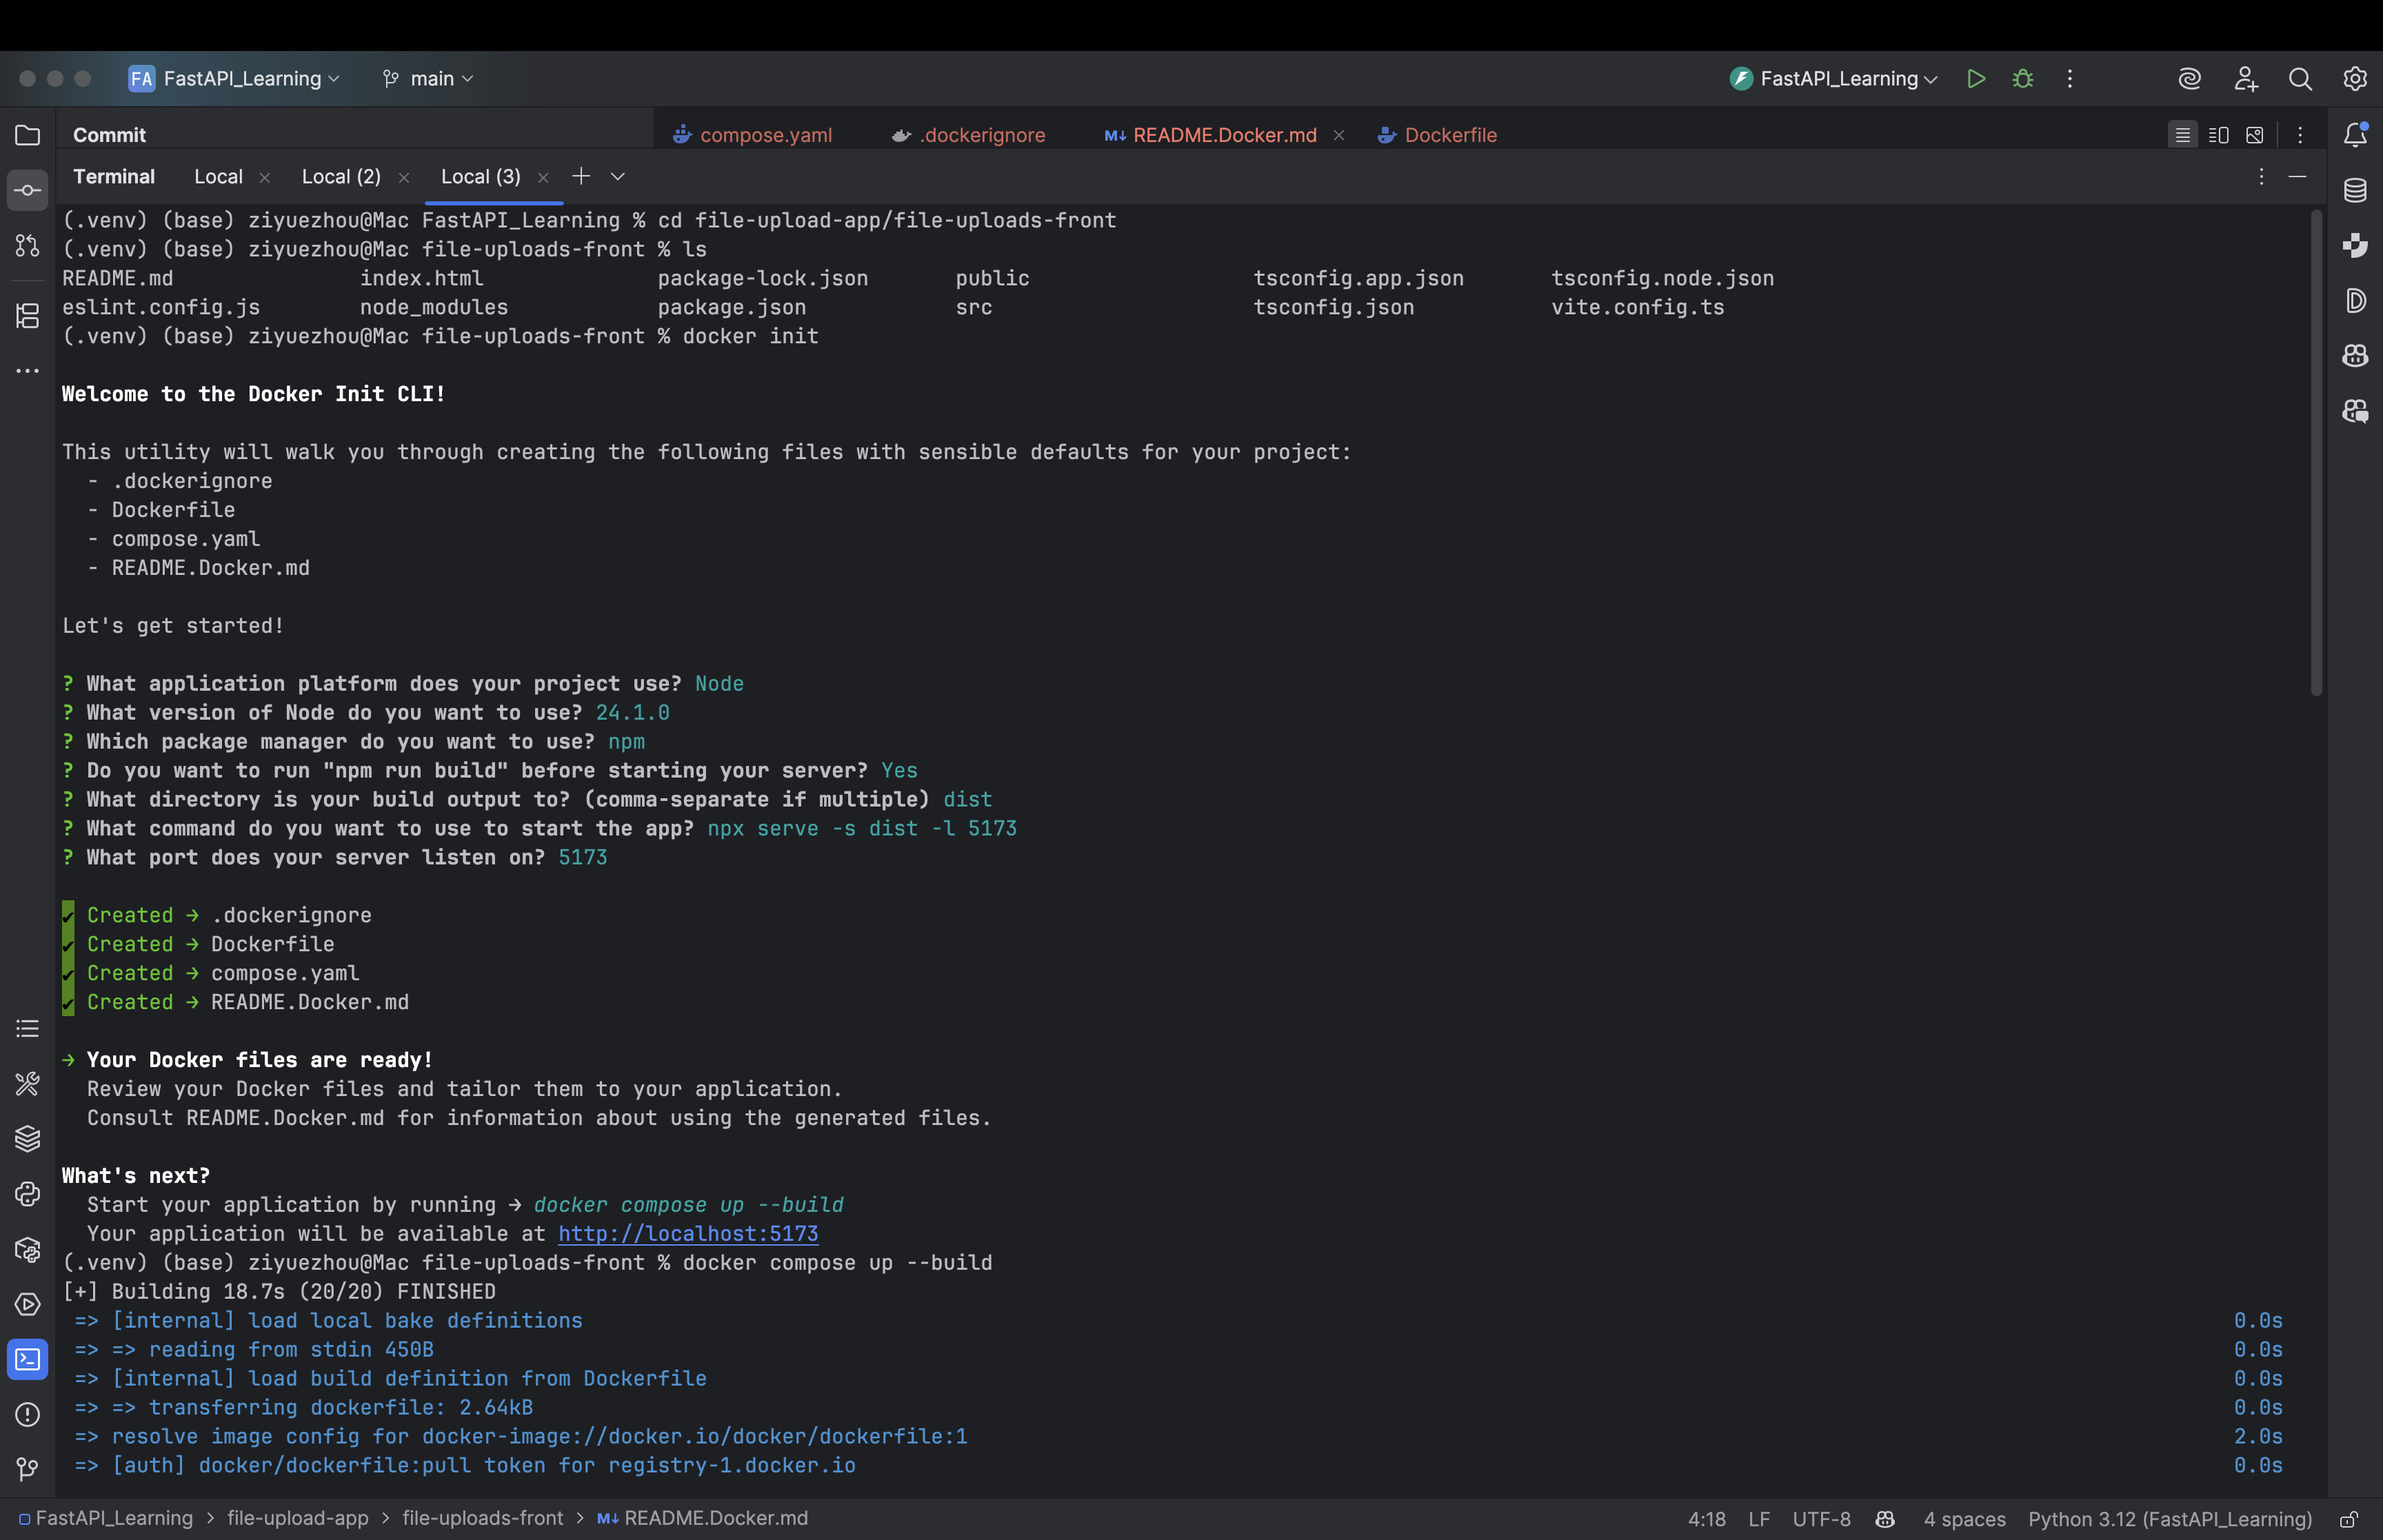 FA FastAPI_Learning main FastAPI_Learning
Commit compose.yaml .dockerignore M↓ README.Docker.md Dockerfile
Terminal Local Local (2) Local (3)
(.venv) (base) ziyuezhou@Mac FastAPI_Learning % cd file-upload-app/file-uploads-front
(.venv) (base) ziyuezhou@Mac file-uploads-front % ls
README.md index.html package-lock.json public tsconfig.app.json tsconfig.node.json
eslint.config.js node_modules package.json src tsconfig.json vite.config.ts
(.venv) (base) ziyuezhou@Mac file-uploads-front % docker init
Welcome to the Docker Init CLI!
This utility will walk you through creating the following files with sensible defaults for your project:
- .dockerignore
- Dockerfile
- compose.yaml
- README.Docker.md
Let's get started!
? What application platform does your project use? Node
? What version of Node do you want to use? 24.1.0
? Which package manager do you want to use? npm
? Do you want to run "npm run build" before starting your server? Yes
? What directory is your build output to? (comma-separate if multiple) dist
? What command do you want to use to start the app? npx serve -s dist -l 5173
? What port does your server listen on? 5173
✔ Created → .dockerignore
✔ Created → Dockerfile
✔ Created → compose.yaml
✔ Created → README.Docker.md
→ Your Docker files are ready!
Review your Docker files and tailor them to your application.
Consult README.Docker.md for information about using the generated files.
What's next?
Start your application by running → docker compose up --build
Your application will be available at http://localhost:5173
(.venv) (base) ziyuezhou@Mac file-uploads-front % docker compose up --build
[+] Building 18.7s (20/20) FINISHED
=> [internal] load local bake definitions 0.0s
=> => reading from stdin 450B 0.0s
=> [internal] load build definition from Dockerfile 0.0s
=> => transferring dockerfile: 2.64kB 0.0s
=> resolve image config for docker-image://docker.io/docker/dockerfile:1 2.0s
=> [auth] docker/dockerfile:pull token for registry-1.docker.io 0.0s
FastAPI_Learning > file-upload-app > file-uploads-front > M↓ README.Docker.md 4:18 LF UTF-8 4 spaces Python 3.12 (FastAPI_Learning)